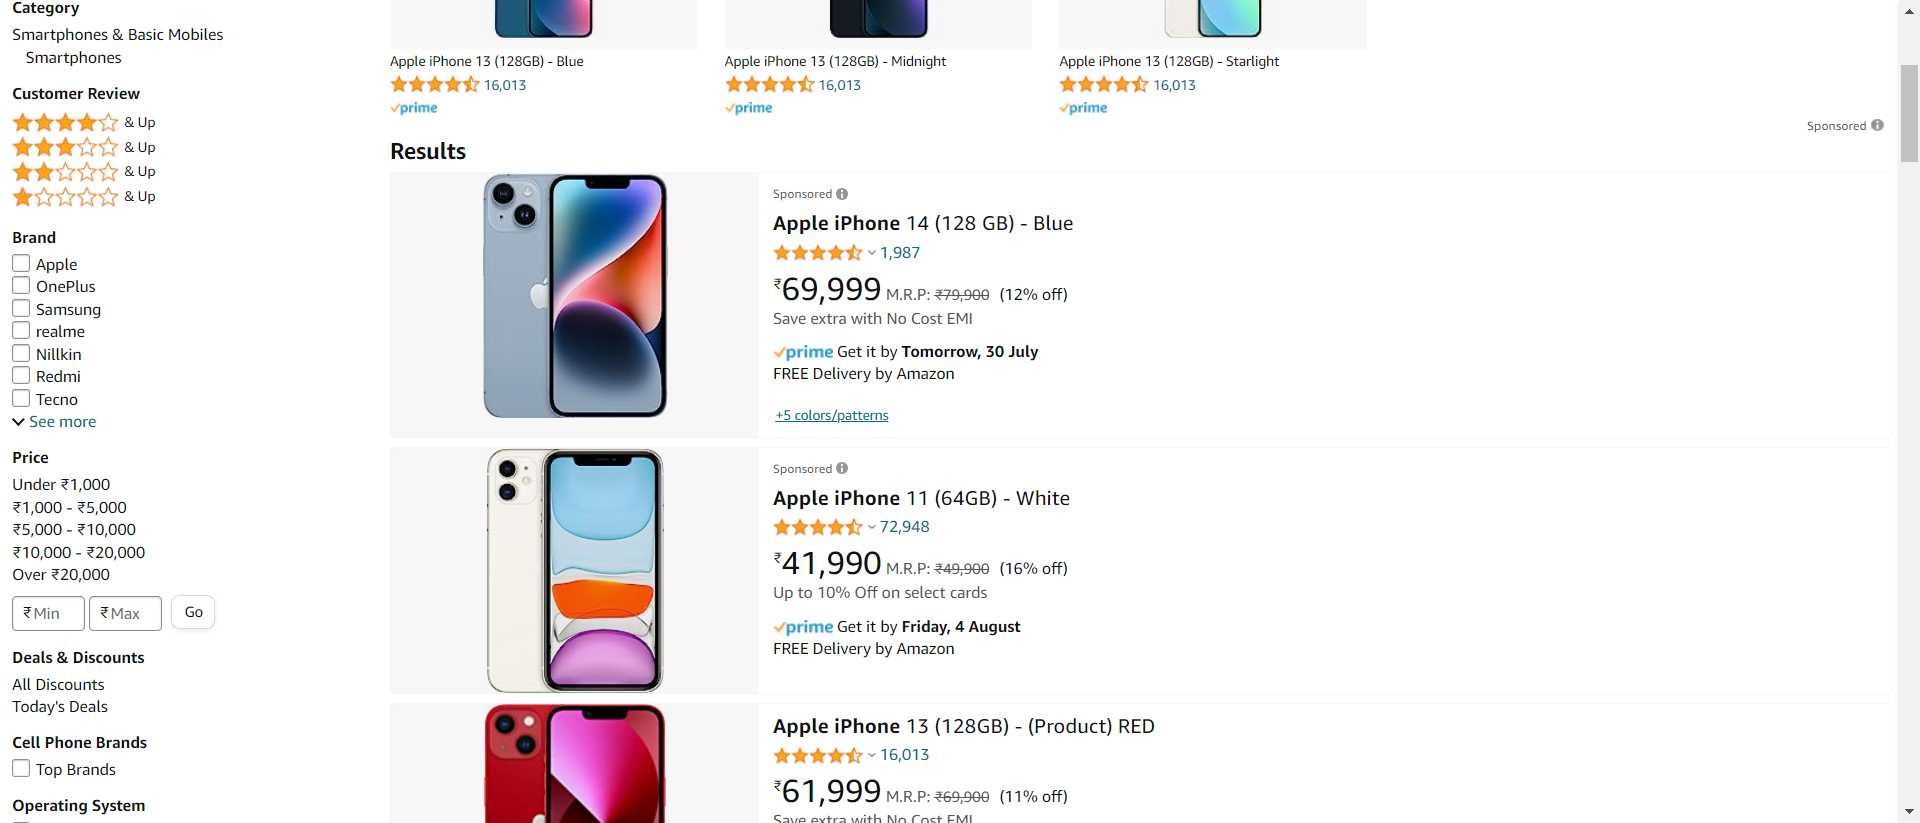 Category
Smartphones & Basic Mobiles
Smartphones
Customer Review
& Up
& Up
& Up
& Up
Brand
Apple
OnePlus
Samsung
realme
Nillkin
Redmi
Tecno
See more
Price
Under ₹1,000
₹1,000 - ₹5,000
₹5,000 - ₹10,000
₹10,000 - ₹20,000
Over ₹20,000
₹ Min ₹ Max Go
Deals & Discounts
All Discounts
Today's Deals
Cell Phone Brands
Top Brands
Operating System
Apple iPhone 13 (128GB) - Blue
16,013
prime
Apple iPhone 13 (128GB) - Midnight
16,013
prime
Apple iPhone 13 (128GB) - Starlight
16,013
prime
Sponsored
Results
Sponsored
Apple iPhone 14 (128 GB) - Blue
1,987
₹69,999 M.R.P: ₹79,900 (12% off)
Save extra with No Cost EMI
prime Get it by Tomorrow, 30 July
FREE Delivery by Amazon
+5 colors/patterns
Sponsored
Apple iPhone 11 (64GB) - White
72,948
₹41,990 M.R.P: ₹49,900 (16% off)
Up to 10% Off on select cards
prime Get it by Friday, 4 August
FREE Delivery by Amazon
Apple iPhone 13 (128GB) - (Product) RED
16,013
₹61,999 M.R.P: ₹69,900 (11% off)
Save extra with No Cost EMI